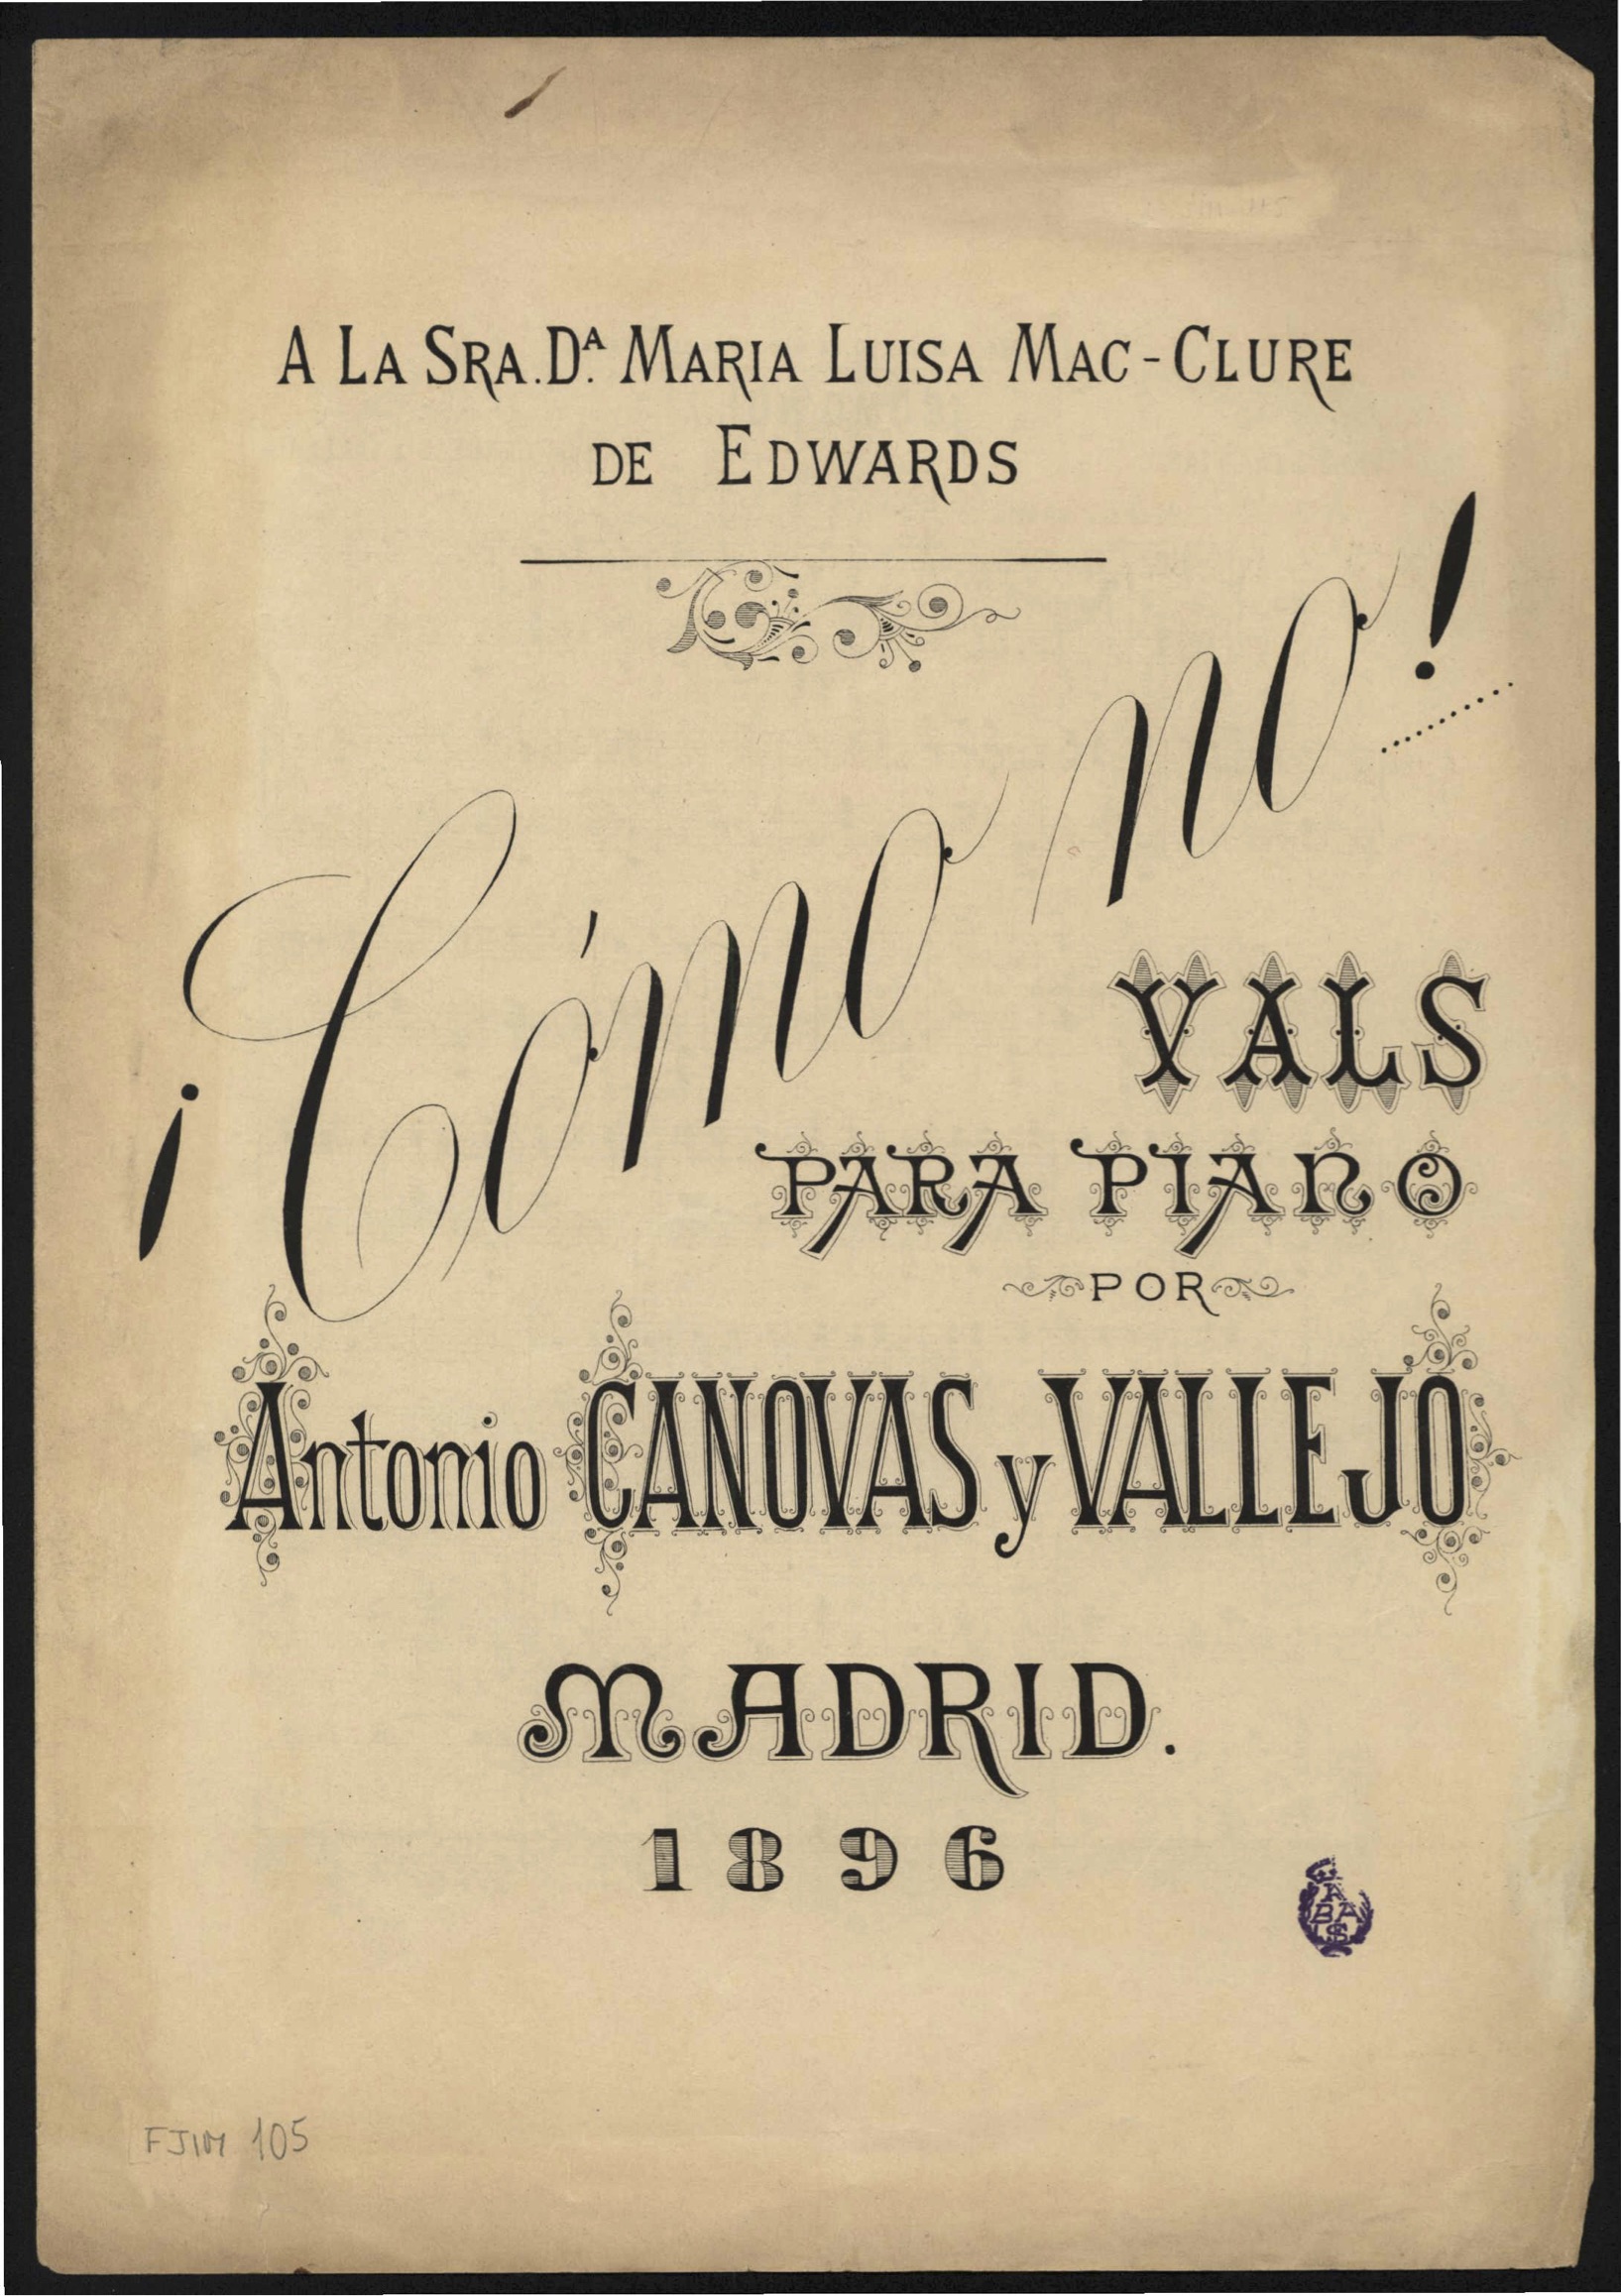 A LA SRA. Dª. MARIA LUISA MAC-CLURE
DE EDWARDS
¡Cómo no!
VALS
PARA PIANO
POR
Antonio CANOVAS y VALLEJO
MADRID.
1896
A
BA
S
FJIM 105